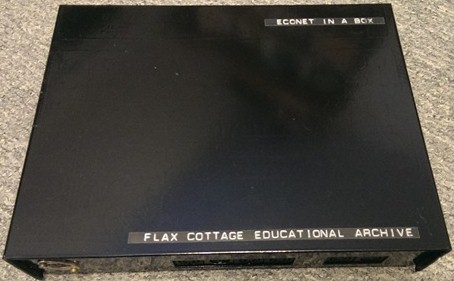 ECONET IN A BOX
FLAX COTTAGE EDUCATIONAL ARCHIVE